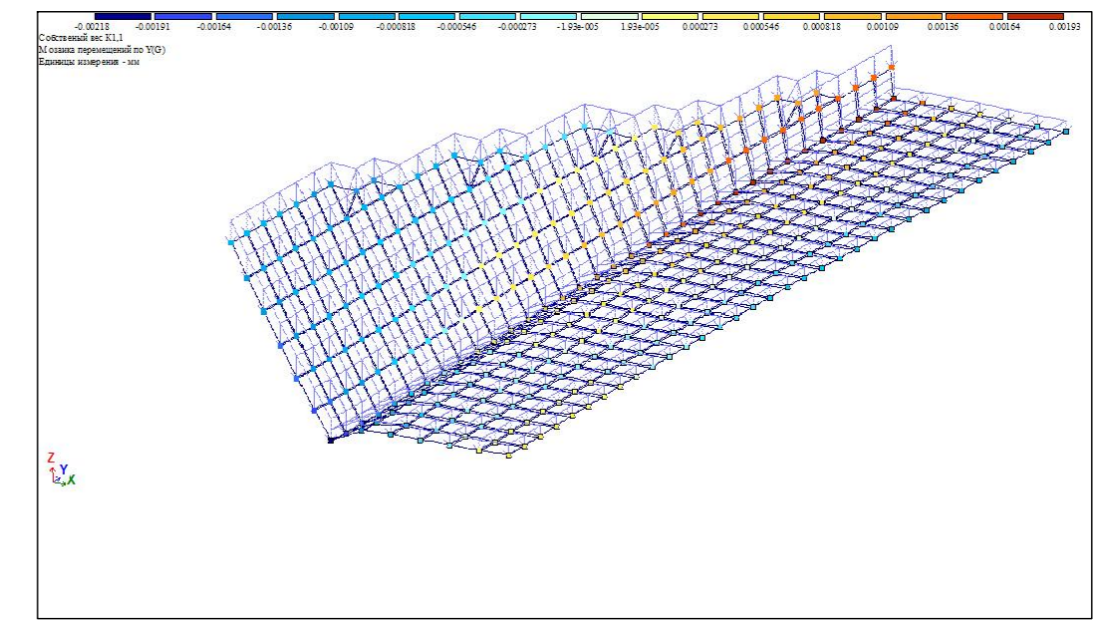 -0.00218 -0.00191 -0.00164 -0.00136 -0.00109 -0.000818 -0.000546 -0.000273 -1.93e-005 1.93e-005 0.000273 0.000546 0.000818 0.00109 0.00136 0.00164 0.00193
Собственый вес К1,1
Мозаика перемещений по Y(G)
Единицы измерения - мм
Z
Y
X